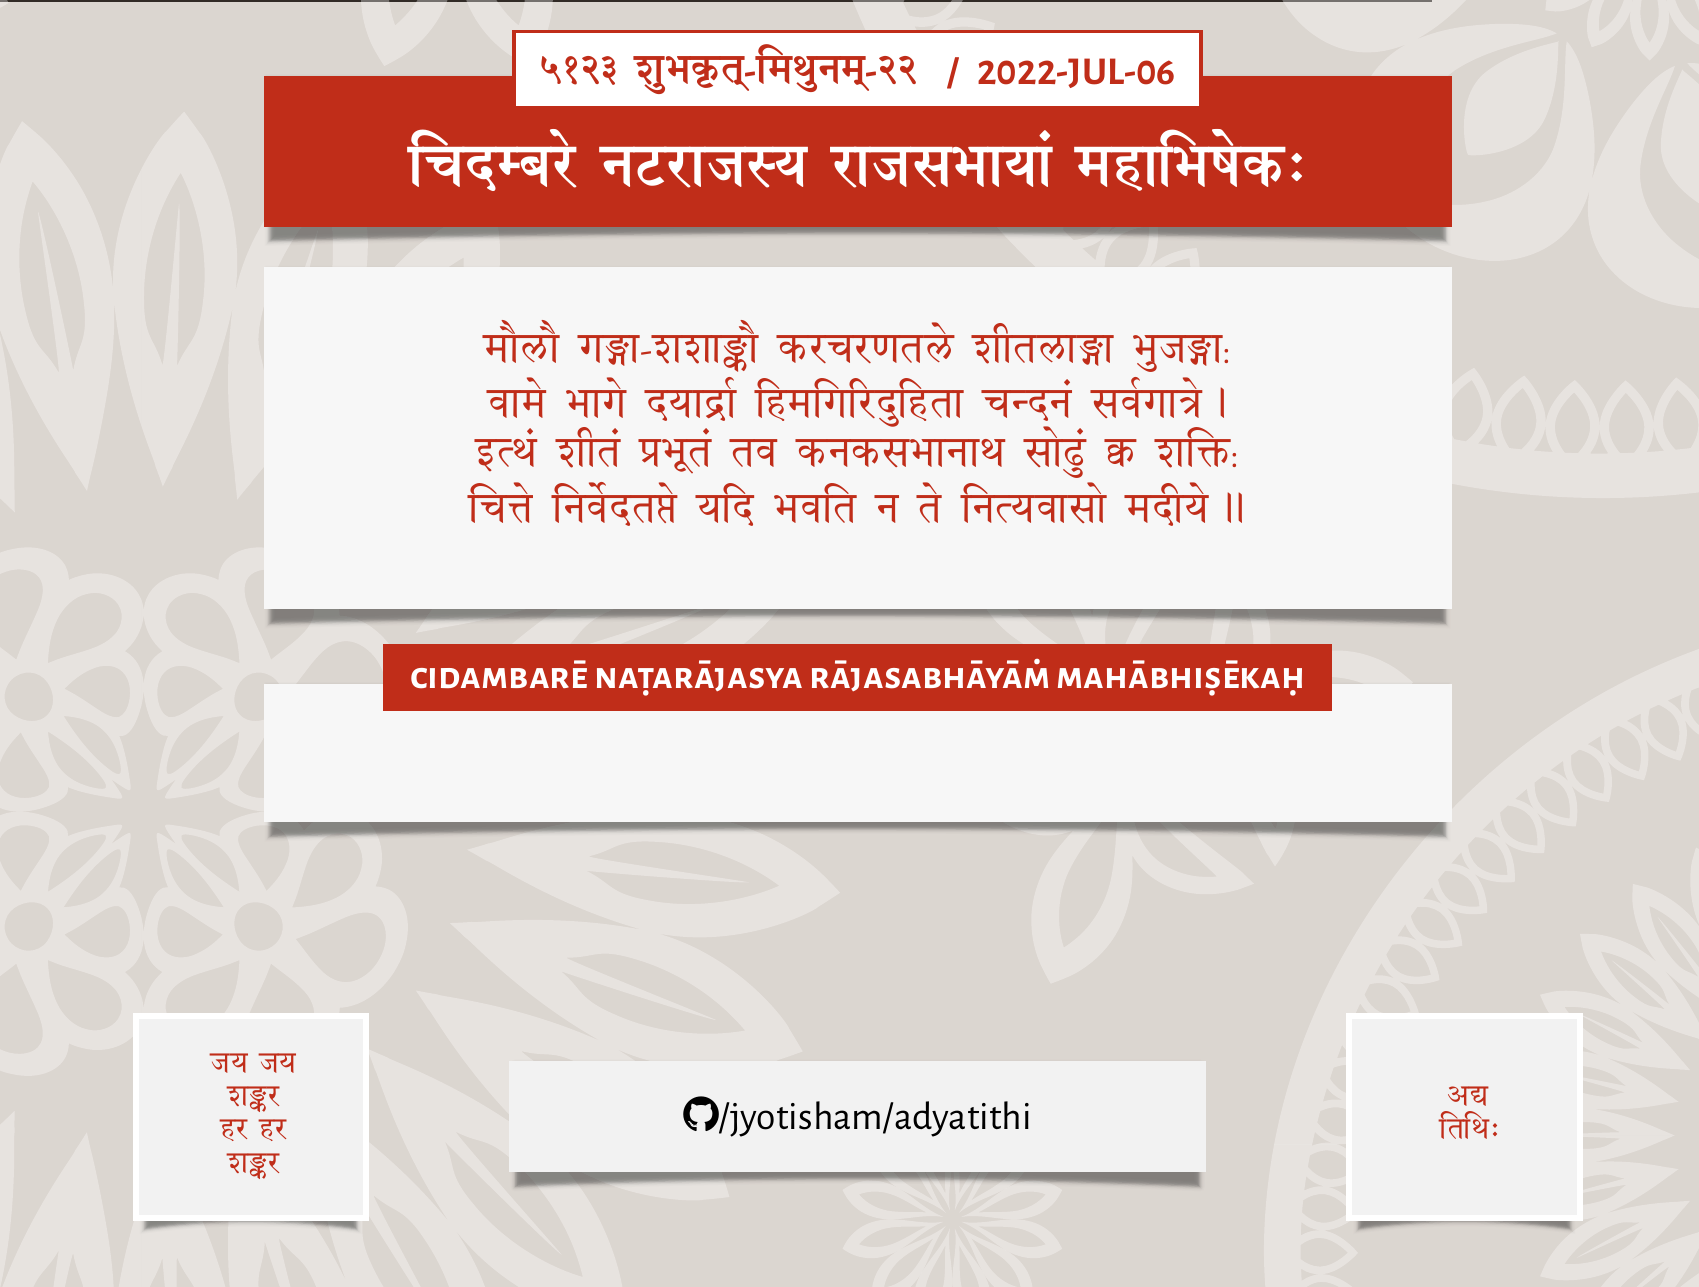 ५१२३ शुभकृत्-मिथुनम्-२२ / 2022-JUL-06
चिदम्बरे नटराजस्य राजसभायां महाभिषेकः
मौलौ गङ्गा-शशाङ्कौ करचरणतले शीतलाङ्गा भुजङ्गाः
वामे भागे दयार्द्रा हिमगिरिदुहिता चन्दनं सर्वगात्रे ।
इत्थं शीतं प्रभूतं तव कनकसभानाथ सोढुं क्व शक्तिः
चित्ते निर्वेदतप्ते यदि भवति न ते नित्यवासो मदीये ॥
CIDAMBARĒ NAṬARĀJASYA RĀJASABHĀYĀṀ MAHĀBHIṢĒKAḤ
जय जय
शङ्कर
हर हर
शङ्कर
/jyotisham/adyatithi
अद्य
तिथिः